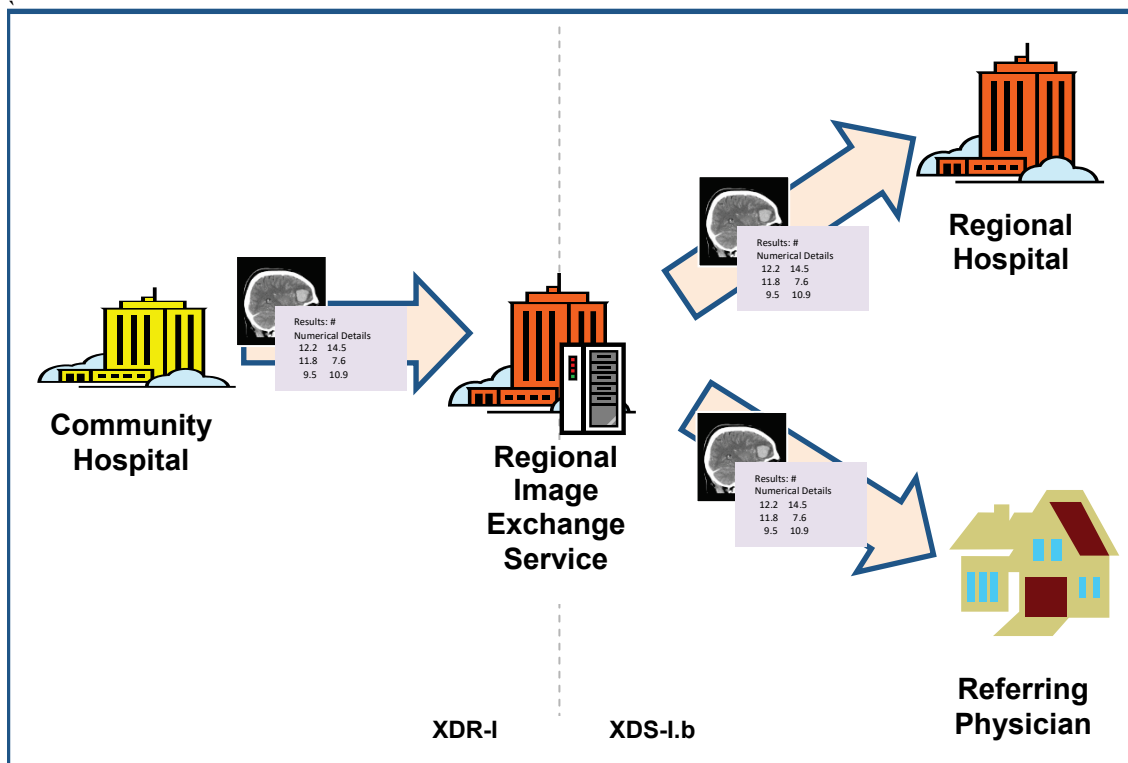 `
Results: #
Numerical Details
12.2 14.5
11.8 7.6
9.5 10.9
Community
Hospital
Regional
Image
Exchange
Service
Results: #
Numerical Details
12.2 14.5
11.8 7.6
9.5 10.9
Regional
Hospital
Results: #
Numerical Details
12.2 14.5
11.8 7.6
9.5 10.9
Referring
Physician
XDR-I
XDS-I.b